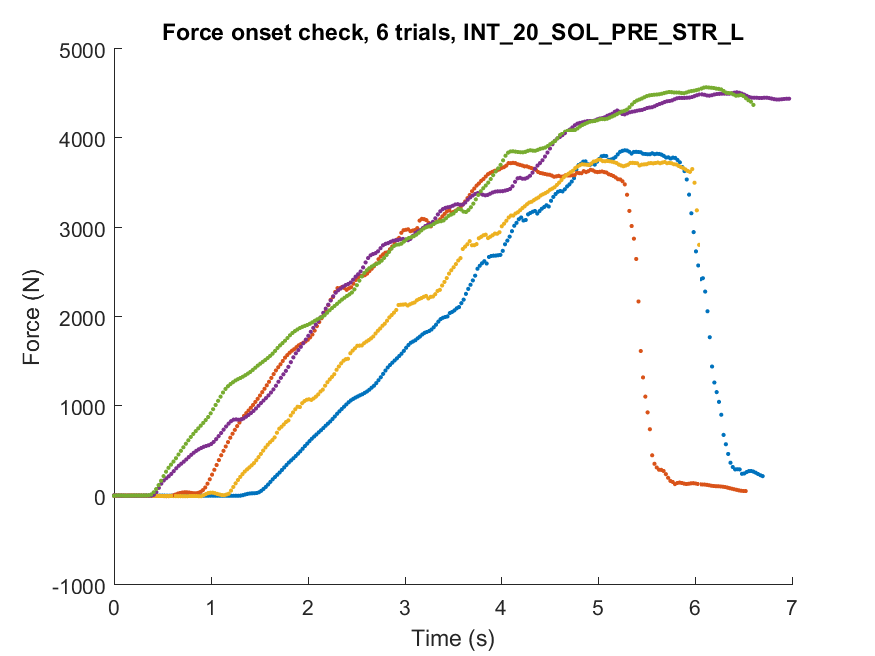 Force onset check, 6 trials, INT_20_SOL_PRE_STR_L
5000
4000
3000
2000
1000
0
-1000
Force (N)
0 1 2 3 4 5 6 7
Time (s)